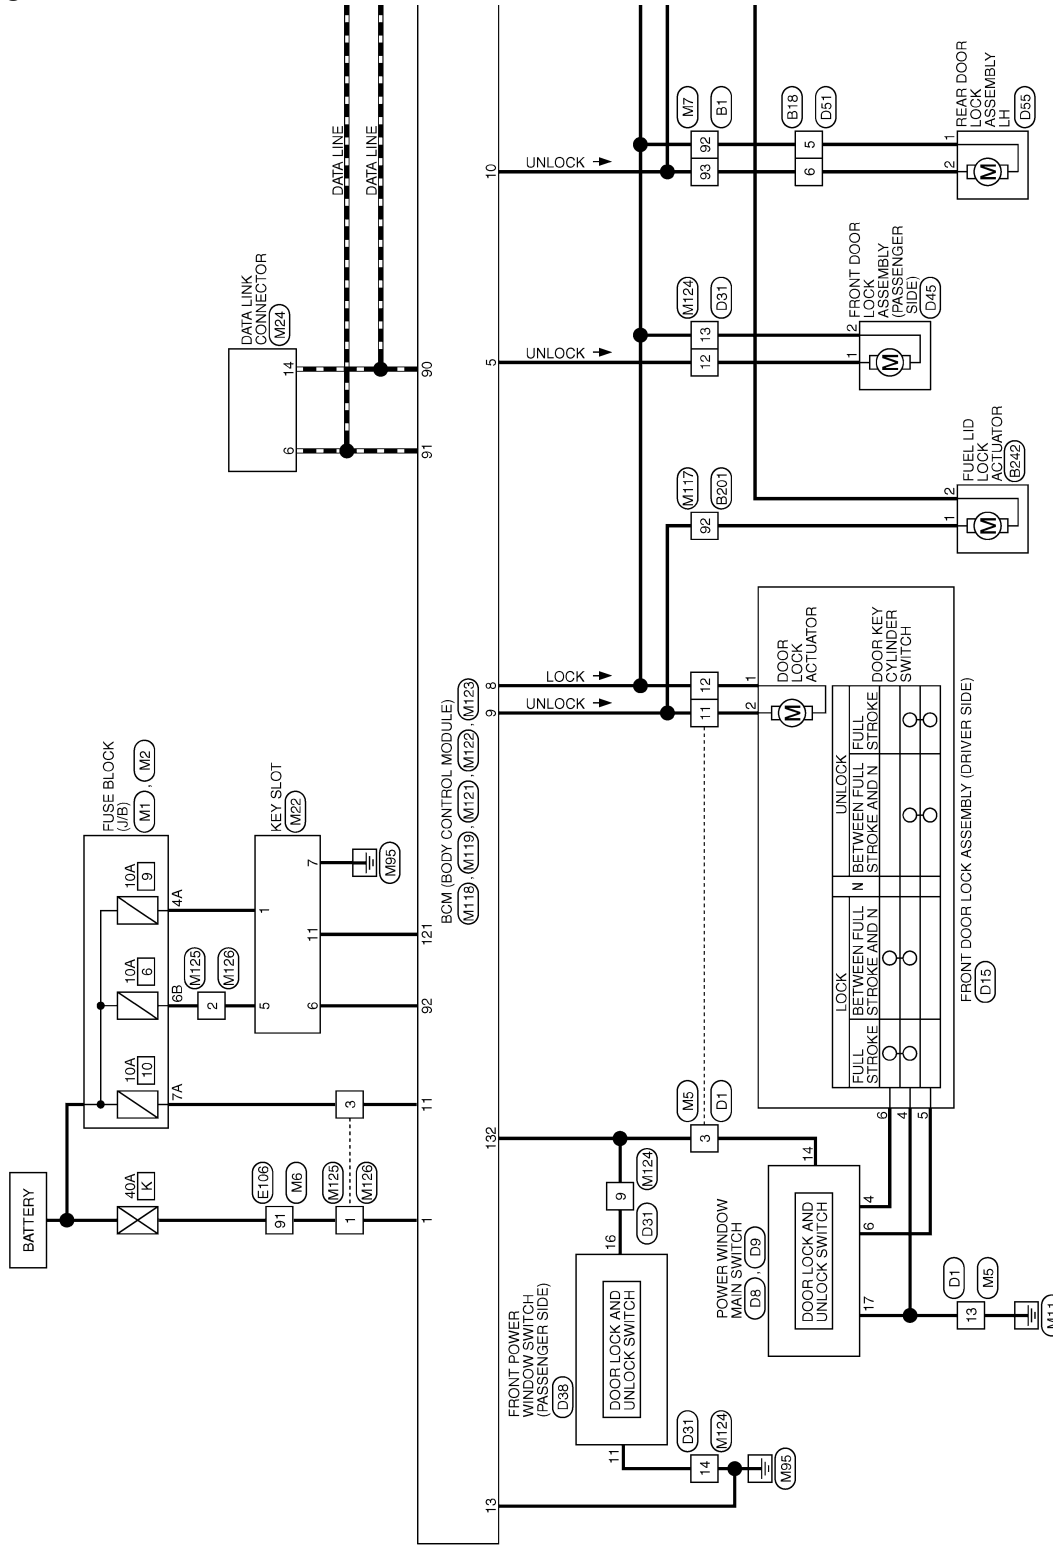 BATTERY
40A
K
FUSE BLOCK
(J/B)
M1 , M2
10A
10
7A
10A
6
6B
10A
9
4A
E106
M6
91
M125
M126
1
3
M125
M126
2
KEY SLOT
M22
5
1
6
11
7
M95
DATA LINK
CONNECTOR
M24
6
14
DATA LINE
DATA LINE
1
11
92
121
91
90
BCM (BODY CONTROL MODULE)
M118 , M119 , M121 , M122 , M123
13
132
9
8
5
10
UNLOCK
LOCK
UNLOCK
UNLOCK
FRONT POWER
WINDOW SWITCH
(PASSENGER SIDE)
D38
16
DOOR LOCK AND
UNLOCK SWITCH
11
D31
M124
9
D31
M124
14
M95
M5
D1
3
11
12
POWER WINDOW
MAIN SWITCH
D8 , D9
14
DOOR LOCK AND
UNLOCK SWITCH
17
6
4
D1
M5
13
M11
6
4
5
2
1
DOOR
LOCK
ACTUATOR
M
DOOR KEY
CYLINDER
SWITCH
LOCK
N
UNLOCK
FULL
STROKE
BETWEEN FULL
STROKE AND N
BETWEEN FULL
STROKE AND N
FULL
STROKE
FRONT DOOR LOCK ASSEMBLY (DRIVER SIDE)
D15
M117
B201
92
FUEL LID
LOCK
ACTUATOR
B242
1
2
M
M124
D31
12
13
FRONT DOOR
LOCK
ASSEMBLY
(PASSENGER
SIDE)
D45
1
2
M
M7
B1
93
92
B18
D51
6
5
REAR DOOR
LOCK
ASSEMBLY
LH
D55
2
1
M